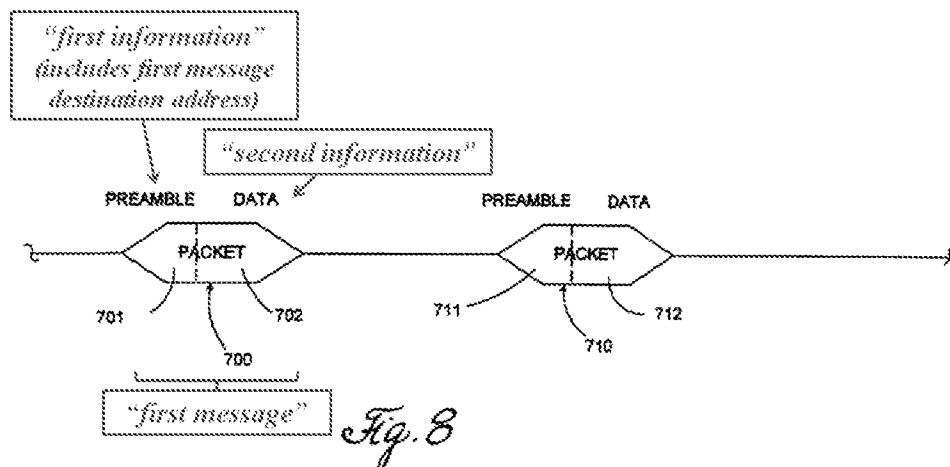 “first information”
(includes first message
destination address)
“second information”
PREAMBLE DATA
PREAMBLE DATA
PACKET
PACKET
701
702
700
711
712
710
“first message”
Fig. 8